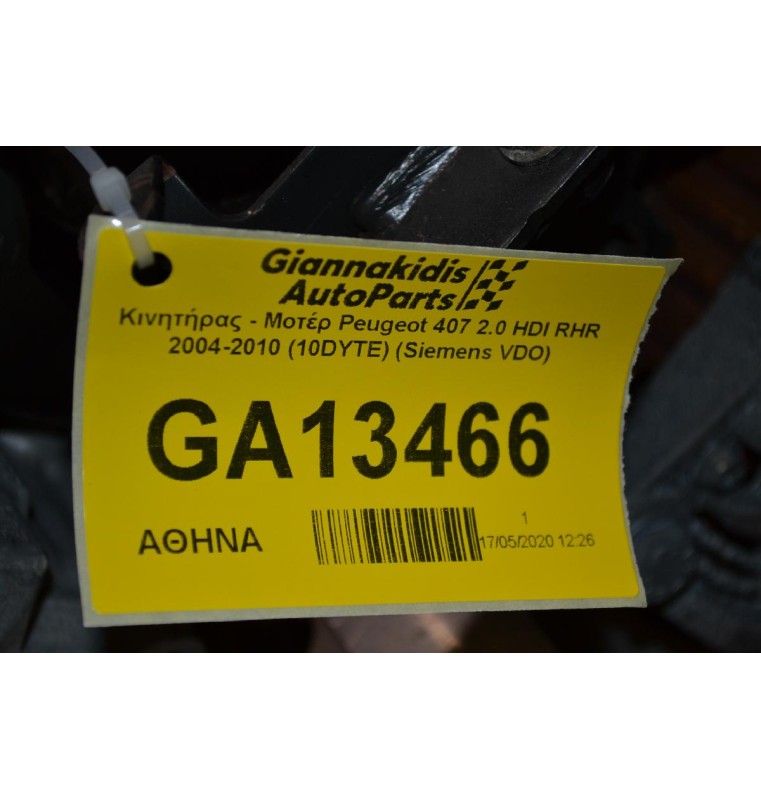 Giannakidis
AutoParts
Κινητήρας - Μοτέρ Peugeot 407 2.0 HDI RHR
2004-2010 (10DYTE) (Siemens VDO)
GA13466
ΑΘΗΝΑ
1
17/05/2020 12:26